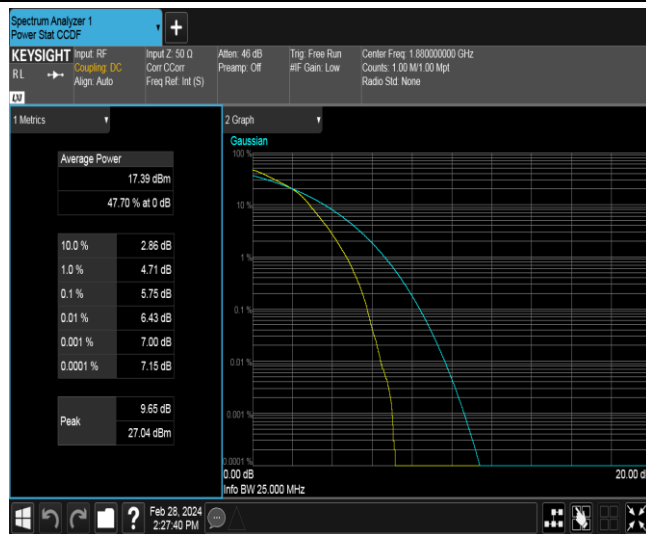 Spectrum Analyzer 1
Power Stat CCDF
+
KEYSIGHT
RL
LXI
Input: RF
Coupling: DC
Align: Auto
Input Z: 50 Ω
Corr CCorr
Freq Ref: Int (S)
Atten: 46 dB
Preamp: Off
Trig: Free Run
#IF Gain: Low
Center Freq: 1.880000000 GHz
Counts: 1.00 M/1.00 Mpt
Radio Std: None
1 Metrics
Average Power
17.39 dBm
47.70 % at 0 dB
10.0 % 2.86 dB
1.0 % 4.71 dB
0.1 % 5.75 dB
0.01 % 6.43 dB
0.001 % 7.00 dB
0.0001 % 7.15 dB
Peak
9.65 dB
27.04 dBm
2 Graph
Gaussian
100 %
10 %
1 %
0.1 %
0.01 %
0.001 %
0.0001 %
0.00 dB 20.00 d
Info BW 25.000 MHz
?
Feb 28, 2024
2:27:40 PM